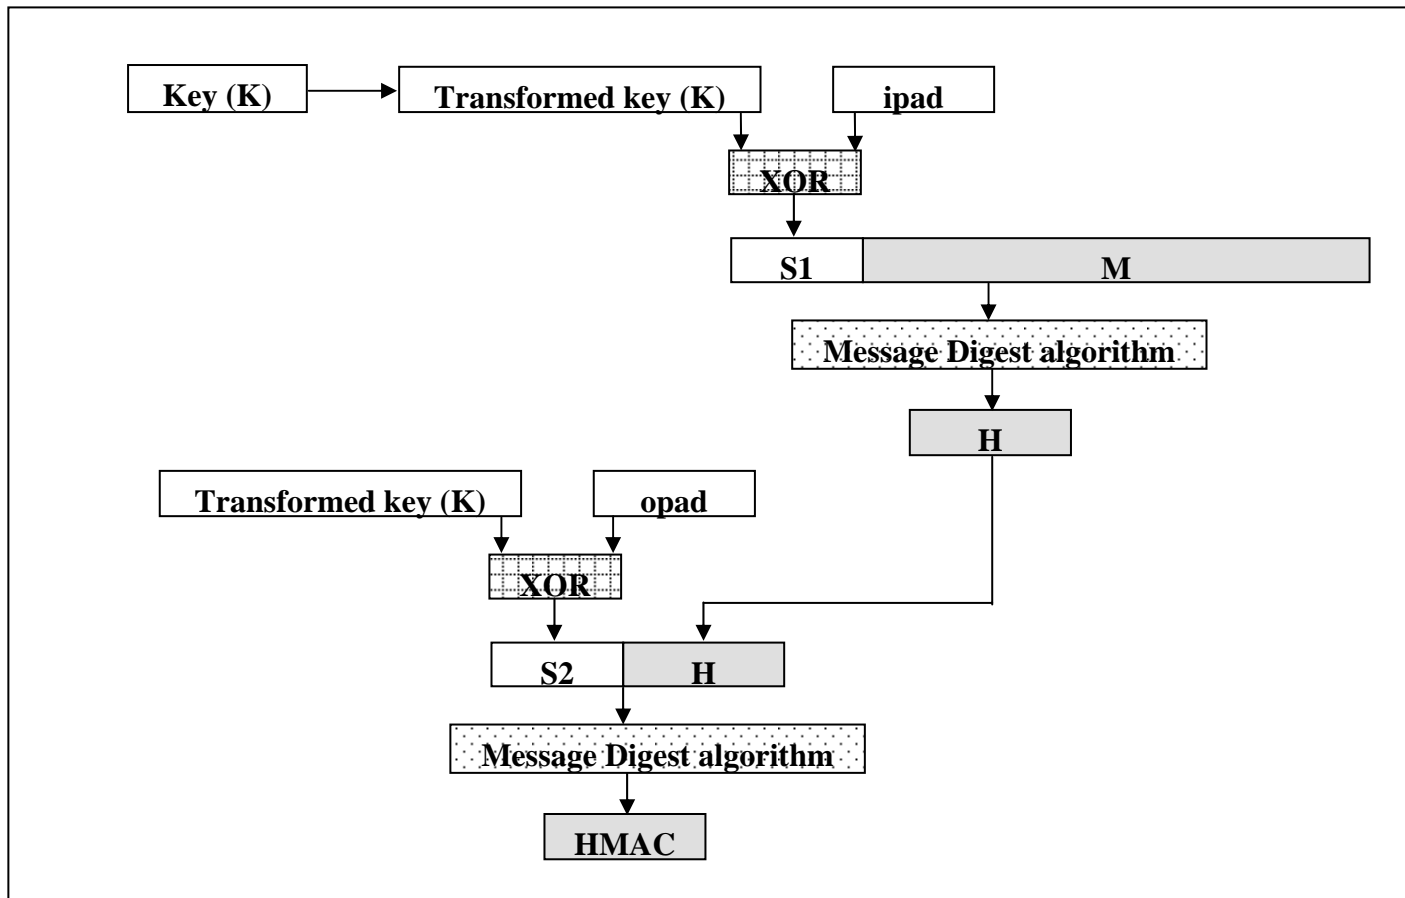 Key (K)
Transformed key (K)
ipad
XOR
S1
M
Message Digest algorithm
H
Transformed key (K)
opad
XOR
S2
H
Message Digest algorithm
HMAC